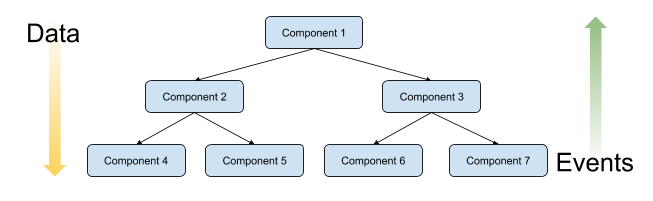 Data
Component 1
Component 2
Component 3
Component 4
Component 5
Component 6
Component 7
Events